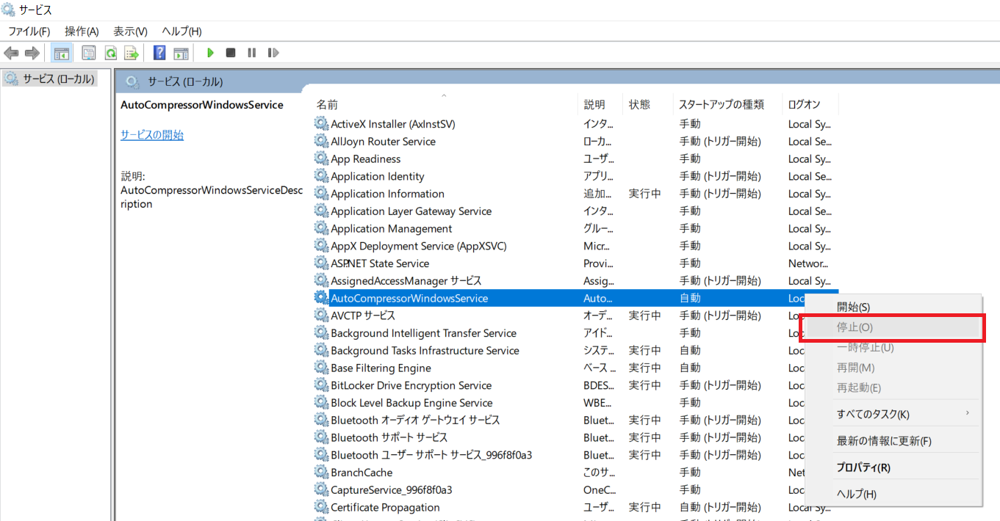 サービス
ファイル(F) 操作(A) 表示(V) ヘルプ(H)
サービス (ローカル)
サービス (ローカル)
AutoCompressorWindowsService
サービスの開始
説明:
AutoCompressorWindowsServiceDesc
ription
名前 説明 状態 スタートアップの種類 ログオン
ActiveX Installer (AxInstSV) インタ... 手動 Local Sy...
AllJoyn Router Service ローカ... 手動 (トリガー開始) Local Se...
App Readiness ユーザ... 手動 Local Sy...
Application Identity アプリ... 手動 (トリガー開始) Local Se...
Application Information 追加... 実行中 手動 (トリガー開始) Local Sy...
Application Layer Gateway Service インタ... 手動 Local Se...
Application Management グルー... 手動 Local Sy...
AppX Deployment Service (AppXSVC) Micr... 手動 Local Sy...
ASP.NET State Service Provi... 手動 Networ...
AssignedAccessManager サービス Assig... 手動 (トリガー開始) Local Sy...
AutoCompressorWindowsService Auto... 自動 Loc
AVCTP サービス オーデ... 実行中 手動 (トリガー開始) Loc
Background Intelligent Transfer Service アイド... 手動 Loc
Background Tasks Infrastructure Service システ... 実行中 自動 Loc
Base Filtering Engine ベース ... 実行中 自動 Loc
BitLocker Drive Encryption Service BDES... 実行中 手動 (トリガー開始) Loc
Block Level Backup Engine Service WBE... 手動 Loc
Bluetooth オーディオ ゲートウェイ サービス Bluet... 実行中 手動 (トリガー開始) Loc
Bluetooth サポート サービス Bluet... 実行中 手動 (トリガー開始) Loc
Bluetooth ユーザー サポート サービス_996f8f0a3 Bluet... 実行中 手動 (トリガー開始) Loc
BranchCache このサ... 手動 Net
CaptureService_996f8f0a3 OneC... 手動 Loc
Certificate Propagation ユーザ... 実行中 自動 (トリガー開始) Local Sy...
開始(S)
停止(O)
一時停止(U)
再開(M)
再起動(E)
すべてのタスク(K)
最新の情報に更新(F)
プロパティ(R)
ヘルプ(H)